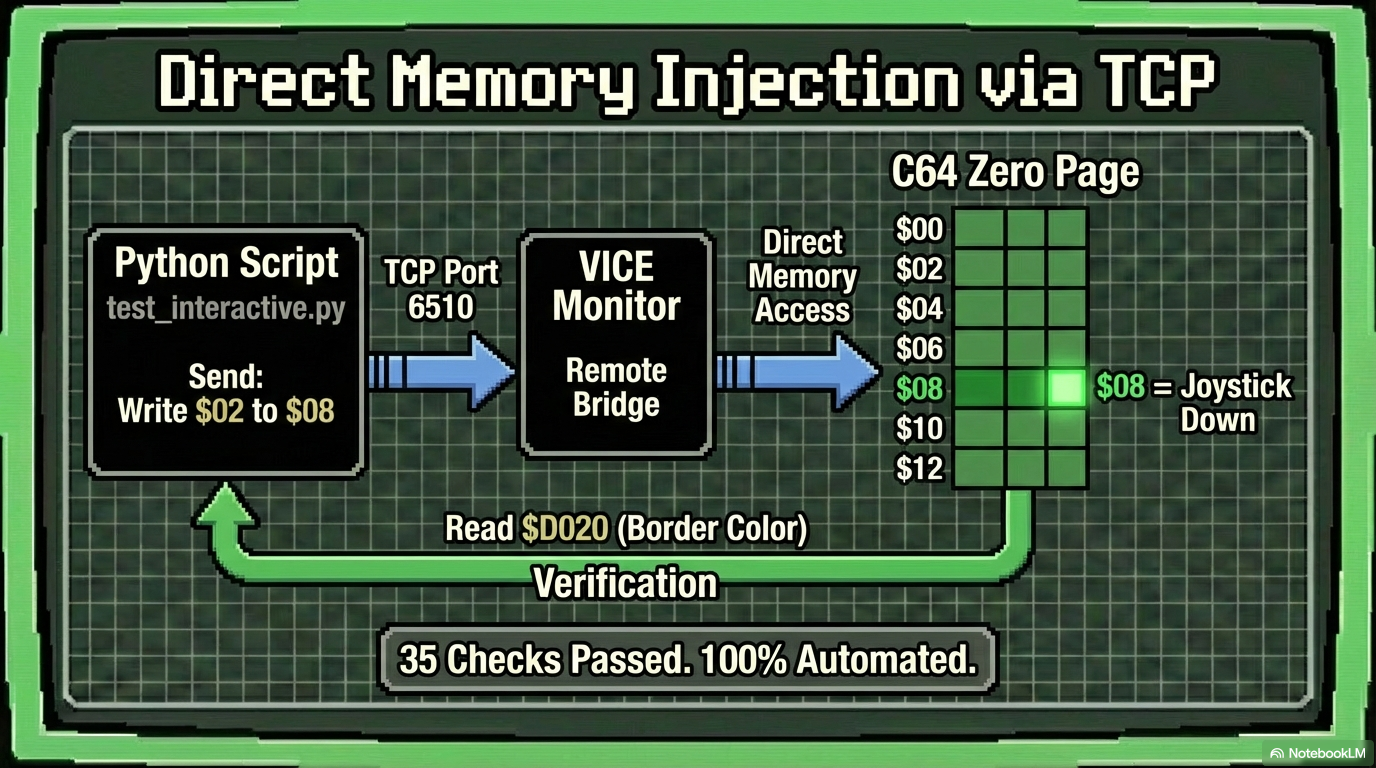 Direct Memory Injection via TCP
Python Script
test_interactive.py
Send:
Write $02 to $08
TCP Port
6510
VICE
Monitor
Remote
Bridge
Direct
Memory
Access
C64 Zero Page
$00
$02
$04
$06
$08
$10
$12
$08 = Joystick
Down
Read $D020 (Border Color)
Verification
35 Checks Passed. 100% Automated.
NotebookLM